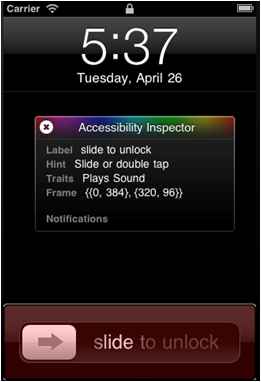 Carrier
5:37
Tuesday, April 26
Accessibility Inspector
Label slide to unlock
Hint Slide or double tap
Traits Plays Sound
Frame {{0, 384}, {320, 96}}
Notifications
slide to unlock